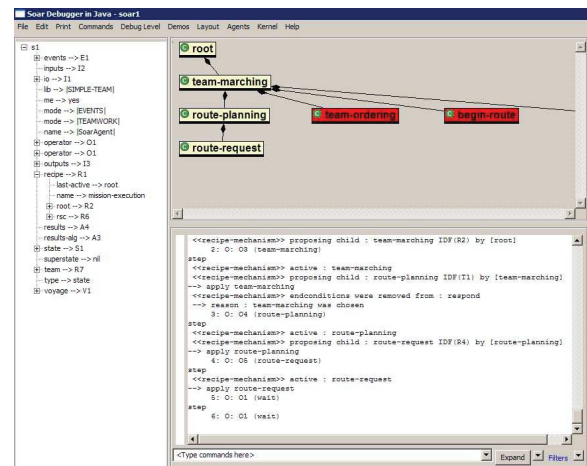 Soar Debugger in Java - soar1
File Edit Print Commands Debug Level Demos Layout Agents Kernel Help
s1
events --> E1
inputs --> I2
io --> I1
lib --> |SIMPLE-TEAM|
me --> yes
mode --> |EVENTS|
mode --> |TEAMWORK|
name --> |SoarAgent|
operator --> O1
operator --> O1
outputs --> I3
recipe --> R1
last-active --> root
name --> mission-execution
root --> R2
rsc --> R6
results --> A4
results-alg --> A3
state --> S1
superstate --> nil
team --> R7
type --> state
voyage --> V1
root
team-marching
route-planning
team-ordering
begin-route
route-request
<<recipe-mechanism>> proposing child : team-marching IDF(R2) by [root]
2: O: O3 (team-marching)
step
<<recipe-mechanism>> active : team-marching
<<recipe-mechanism>> proposing child : route-planning IDF(T1) by [team-marching]
--> apply team-marching
<<recipe-mechanism>> endconditions were removed from : respond
--> reason : team-marching was chosen
3: O: O4 (route-planning)
step
<<recipe-mechanism>> active : route-planning
<<recipe-mechanism>> proposing child : route-request IDF(R4) by [route-planning]
--> apply route-planning
4: O: O5 (route-request)
step
<<recipe-mechanism>> active : route-request
--> apply route-request
5: O: O1 (wait)
step
6: O: O1 (wait)
<Type commands here>
Expand
Filters